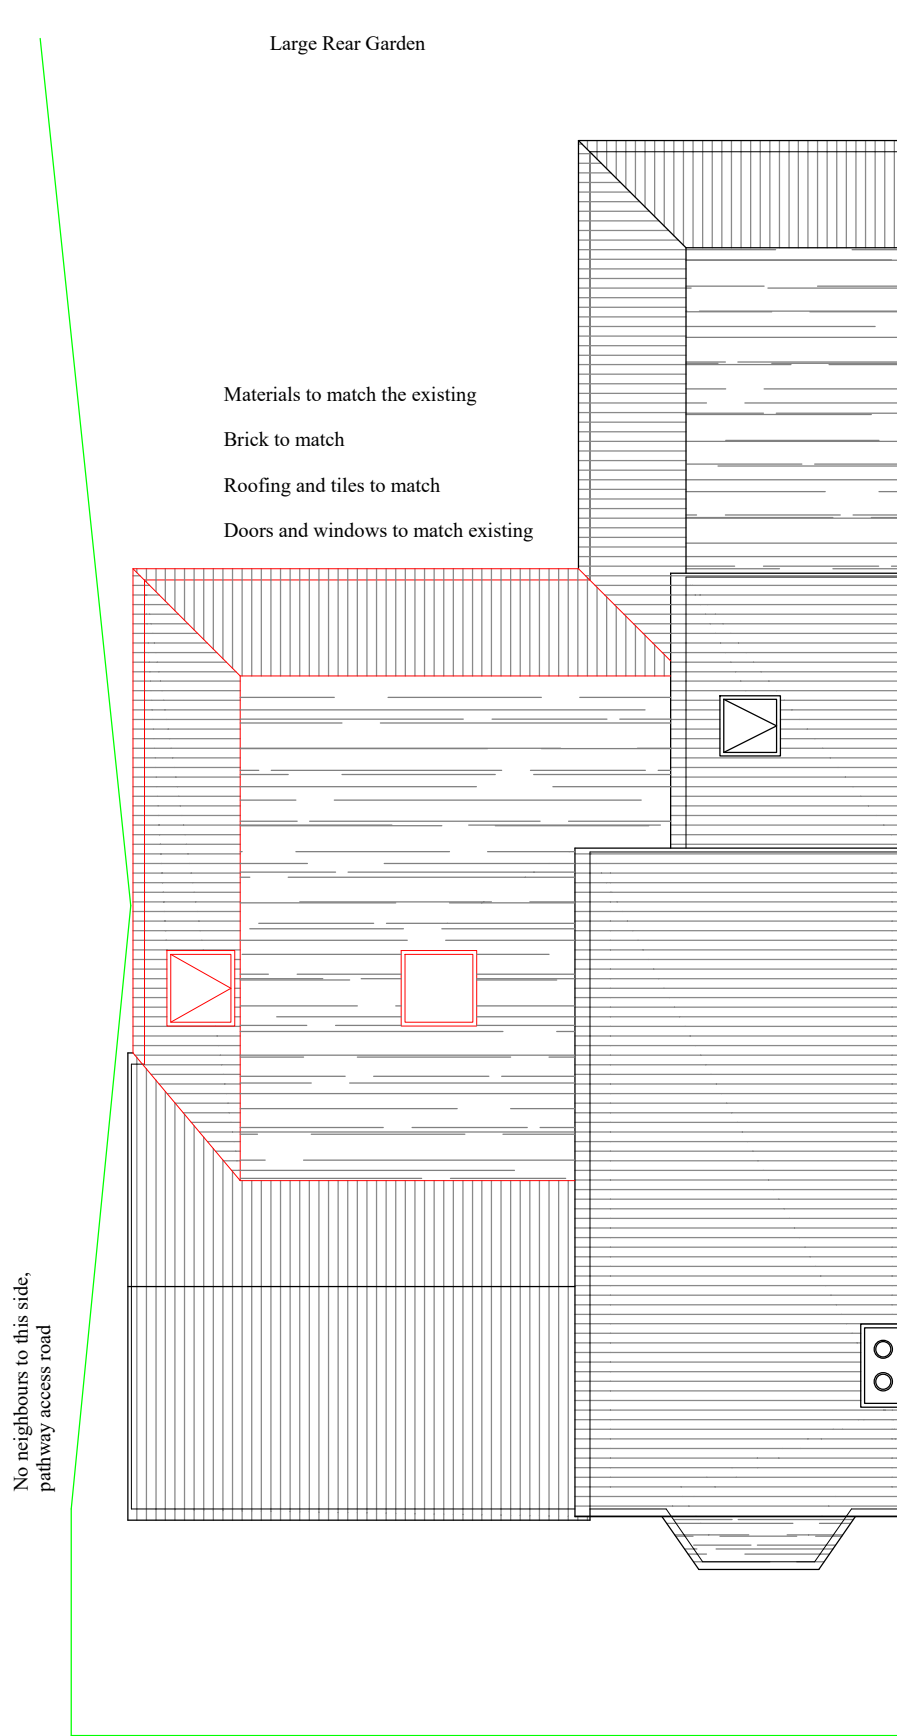 Large Rear Garden
Materials to match the existing
Brick to match
Roofing and tiles to match
Doors and windows to match existing
No neighbours to this side,
pathway access road